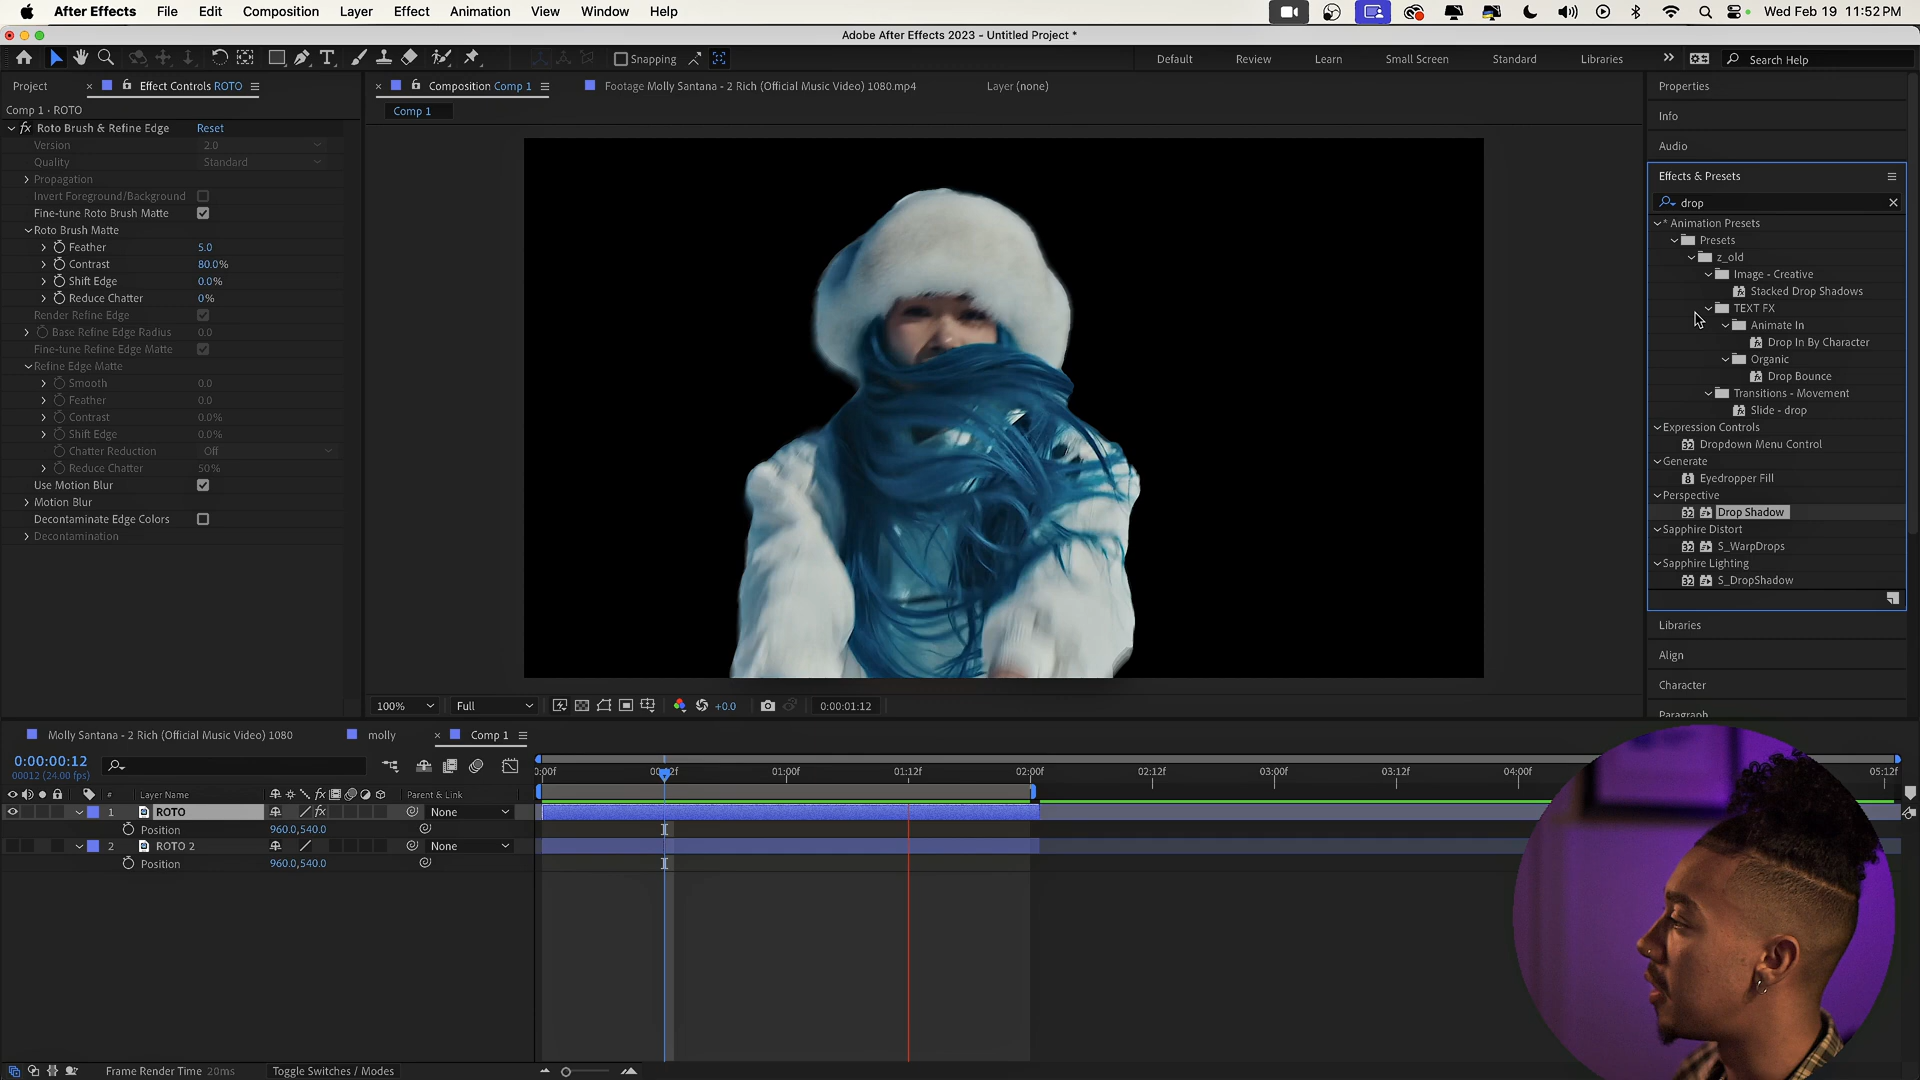 After Effects File Edit Composition Layer Effect Animation View Window Help Wed Feb 19 11:52 PM
Adobe After Effects 2023 - Untitled Project *
Snapping Default Review Learn Small Screen Standard Libraries Search Help
Project Effect Controls ROTO Composition Comp 1 Footage Molly Santana - 2 Rich (Official Music Video) 1080.mp4 Layer (none) Properties
Comp 1 · ROTO
Comp 1
Info
Roto Brush & Refine Edge Reset
Version 2.0
Audio
Quality Standard
Propagation
Effects & Presets
Invert Foreground/Background
drop
Fine-tune Roto Brush Matte
* Animation Presets
Roto Brush Matte
Presets
Feather 5.0
z_old
Contrast 80.0%
Image - Creative
Shift Edge 0.0%
Stacked Drop Shadows
Reduce Chatter 0%
TEXT FX
Render Refine Edge
Animate In
Base Refine Edge Radius 0.0
Drop In By Character
Fine-tune Refine Edge Matte
Organic
Refine Edge Matte
Drop Bounce
Smooth 0.0
Transitions - Movement
Feather 0.0
Slide - drop
Contrast 0.0%
Expression Controls
Shift Edge 0.0%
Dropdown Menu Control
Chatter Reduction Off
Generate
Reduce Chatter 50%
Eyedropper Fill
Use Motion Blur
Perspective
Motion Blur
Drop Shadow
Decontaminate Edge Colors
Sapphire Distort
Decontamination
S_WarpDrops
Sapphire Lighting
S_DropShadow
Libraries
Align
Character
100% Full +0.0 0:00:01:12
Paragraph
Molly Santana - 2 Rich (Official Music Video) 1080 molly Comp 1
0:00:00:12
00012 (24.00 fps)
0:00f 00:12f 01:00f 01:12f 02:00f 02:12f 03:00f 03:12f 04:00f 05:12f
# Layer Name Parent & Link
1 ROTO None
Position 960.0,540.0
2 ROTO 2 None
Position 960.0,540.0
Frame Render Time 20ms Toggle Switches / Modes